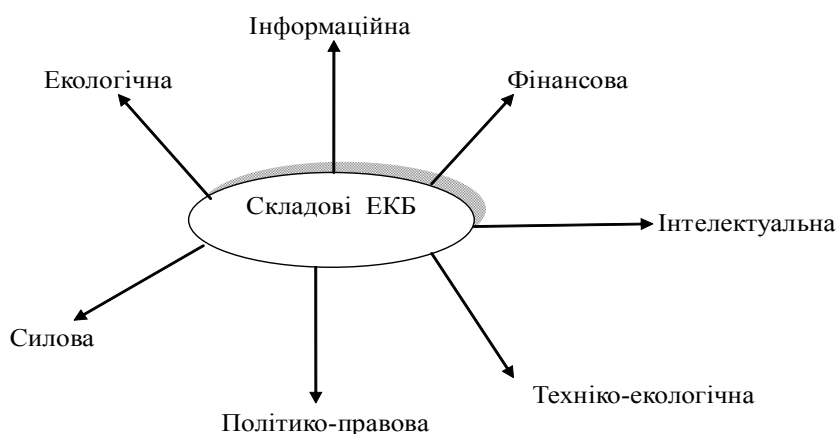 Інформаційна
Екологічна
Фінансова
Складові ЕКБ
Інтелектуальна
Силова
Техніко-екологічна
Політико-правова